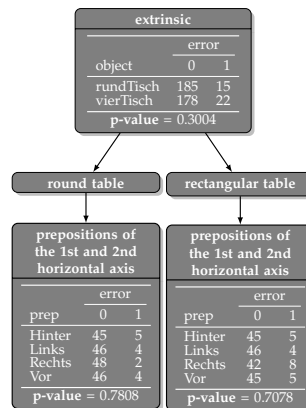 extrinsic
error
object 0 1
rundTisch 185 15
vierTisch 178 22
p-value = 0.3004
round table
rectangular table
prepositions of
the 1st and 2nd
horizontal axis
error
prep 0 1
Hinter 45 5
Links 46 4
Rechts 48 2
Vor 46 4
p-value = 0.7808
prepositions of
the 1st and 2nd
horizontal axis
error
prep 0 1
Hinter 45 5
Links 46 4
Rechts 42 8
Vor 45 5
p-value = 0.7078